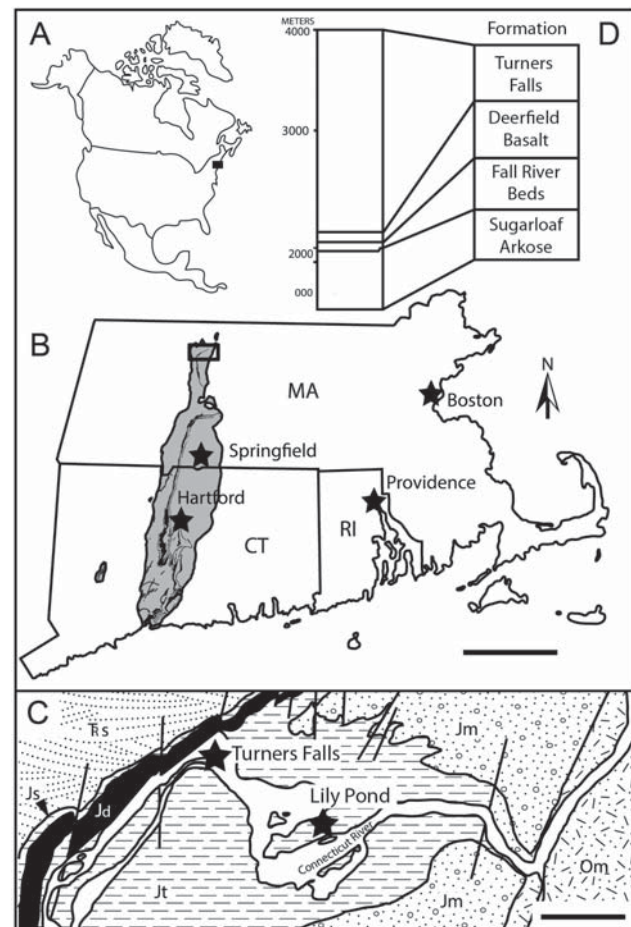 A
METERS
4000
3000
2000
000
Formation
D
Turners
Falls
Deerfield
Basalt
Fall River
Beds
Sugarloaf
Arkose
B
MA
Boston
N
Springfield
Providence
Hartford
CT
RI
C
Ŧs
Jm
Turners Falls
Js
Jd
Lily Pond
Connecticut River
Om
Jt
Jm